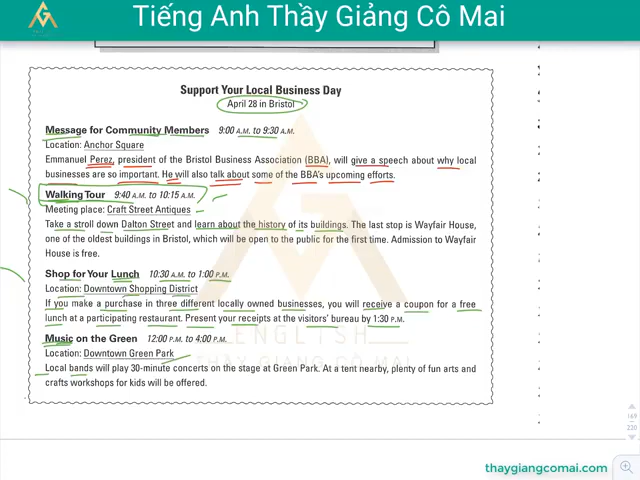 Tiếng Anh Thầy Giảng Cô Mai
Support Your Local Business Day
April 28 in Bristol
Message for Community Members 9:00 A.M. to 9:30 A.M.
Location: Anchor Square
Emmanuel Perez, president of the Bristol Business Association (BBA), will give a speech about why local
businesses are so important. He will also talk about some of the BBA's upcoming efforts.
Walking Tour 9:40 A.M. to 10:15 A.M.
Meeting place: Craft Street Antiques
Take a stroll down Dalton Street and learn about the history of its buildings. The last stop is Wayfair House,
one of the oldest buildings in Bristol, which will be open to the public for the first time. Admission to Wayfair
House is free.
Shop for Your Lunch 10:30 A.M. to 1:00 P.M.
Location: Downtown Shopping District
If you make a purchase in three different locally owned businesses, you will receive a coupon for a free
lunch at a participating restaurant. Present your receipts at the visitors' bureau by 1:30 P.M.
ENGLISH
Music on the Green 12:00 P.M. to 4:00 P.M.
Location: Downtown Green Park
THẦY GIẢNG CÔ MAI
Local bands will play 30-minute concerts on the stage at Green Park. At a tent nearby, plenty of fun arts and
crafts workshops for kids will be offered.
169
220
thaygiangcomai.com